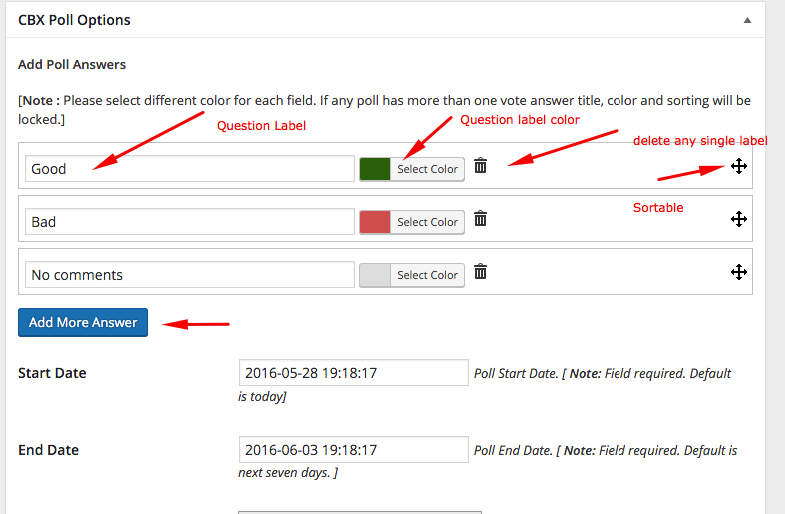 CBX Poll Options
Add Poll Answers
[Note : Please select different color for each field. If any poll has more than one vote answer title, color and sorting will be
locked.]
Question Label
Question label color
delete any single label
Good
Select Color
Sortable
Bad
Select Color
No comments
Select Color
Add More Answer
Start Date
2016-05-28 19:18:17
Poll Start Date. [ Note: Field required. Default
is today]
End Date
2016-06-03 19:18:17
Poll End Date. [ Note: Field required. Default is
next seven days. ]